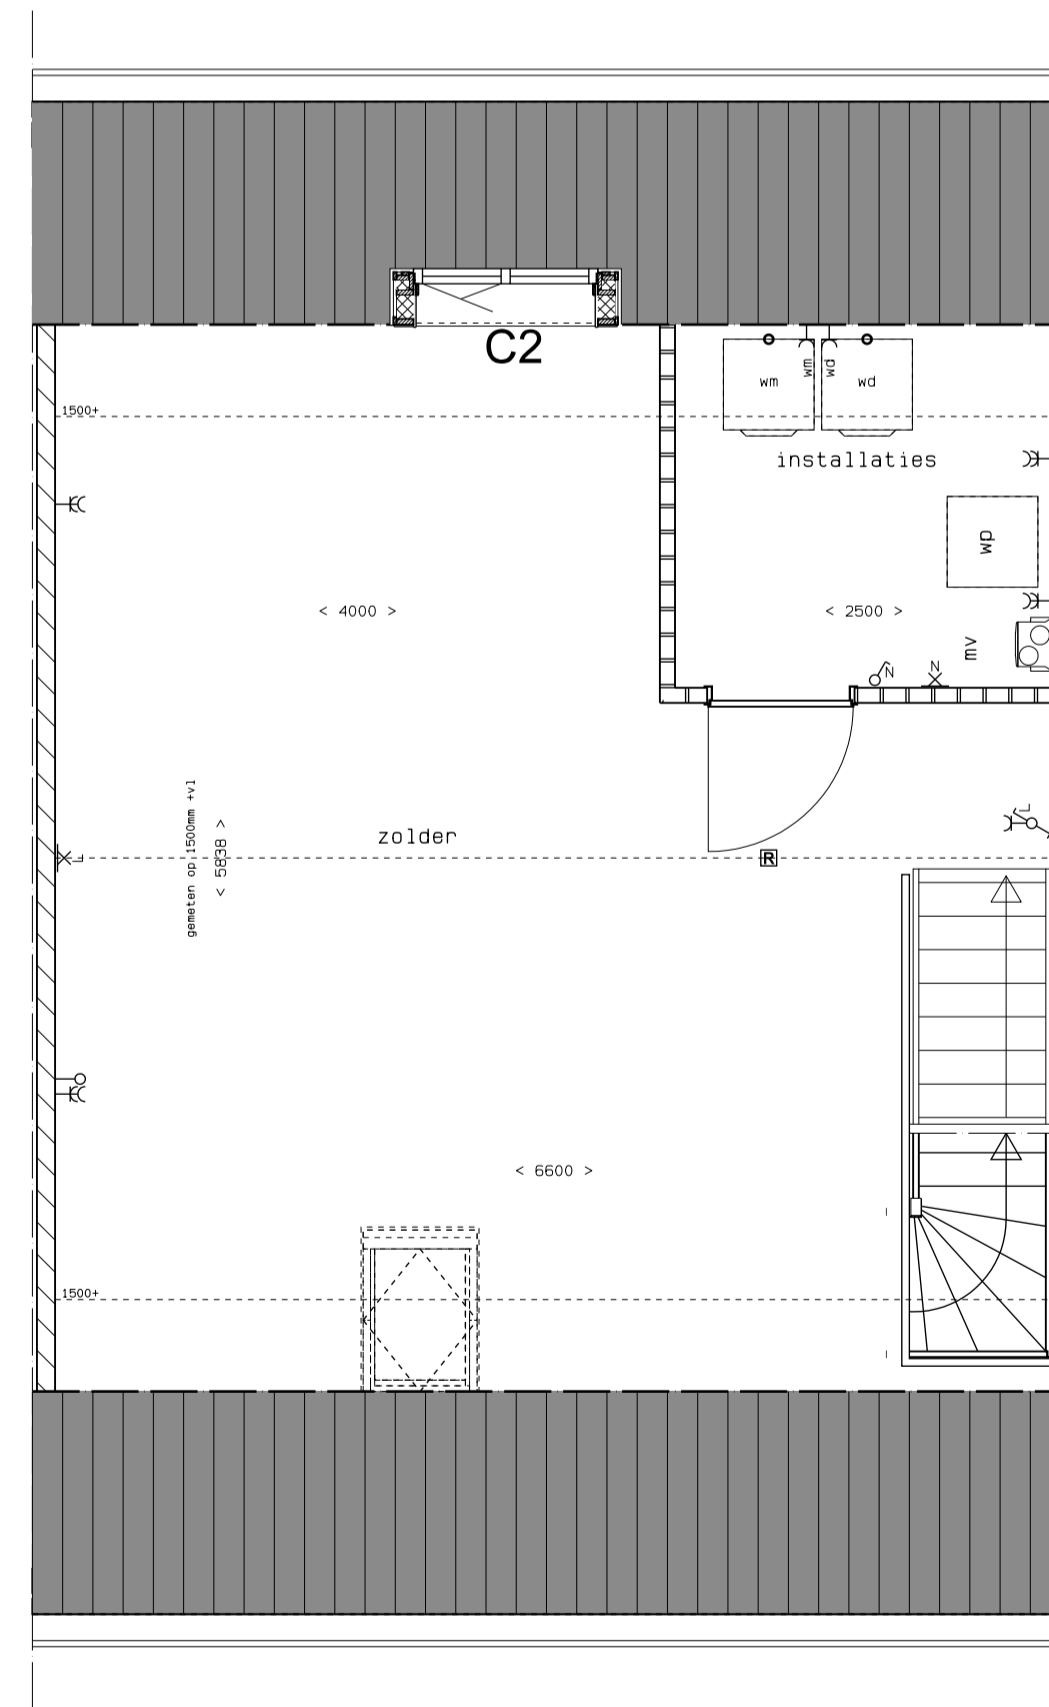 C2
wm
wm
wd
wd
1500+
installaties
wp
< 4000 >
< 2500 >
mv
N
N
L
gemeten op 1500mm +vl
< 5838 >
zolder
L
R
< 6600 >
1500+